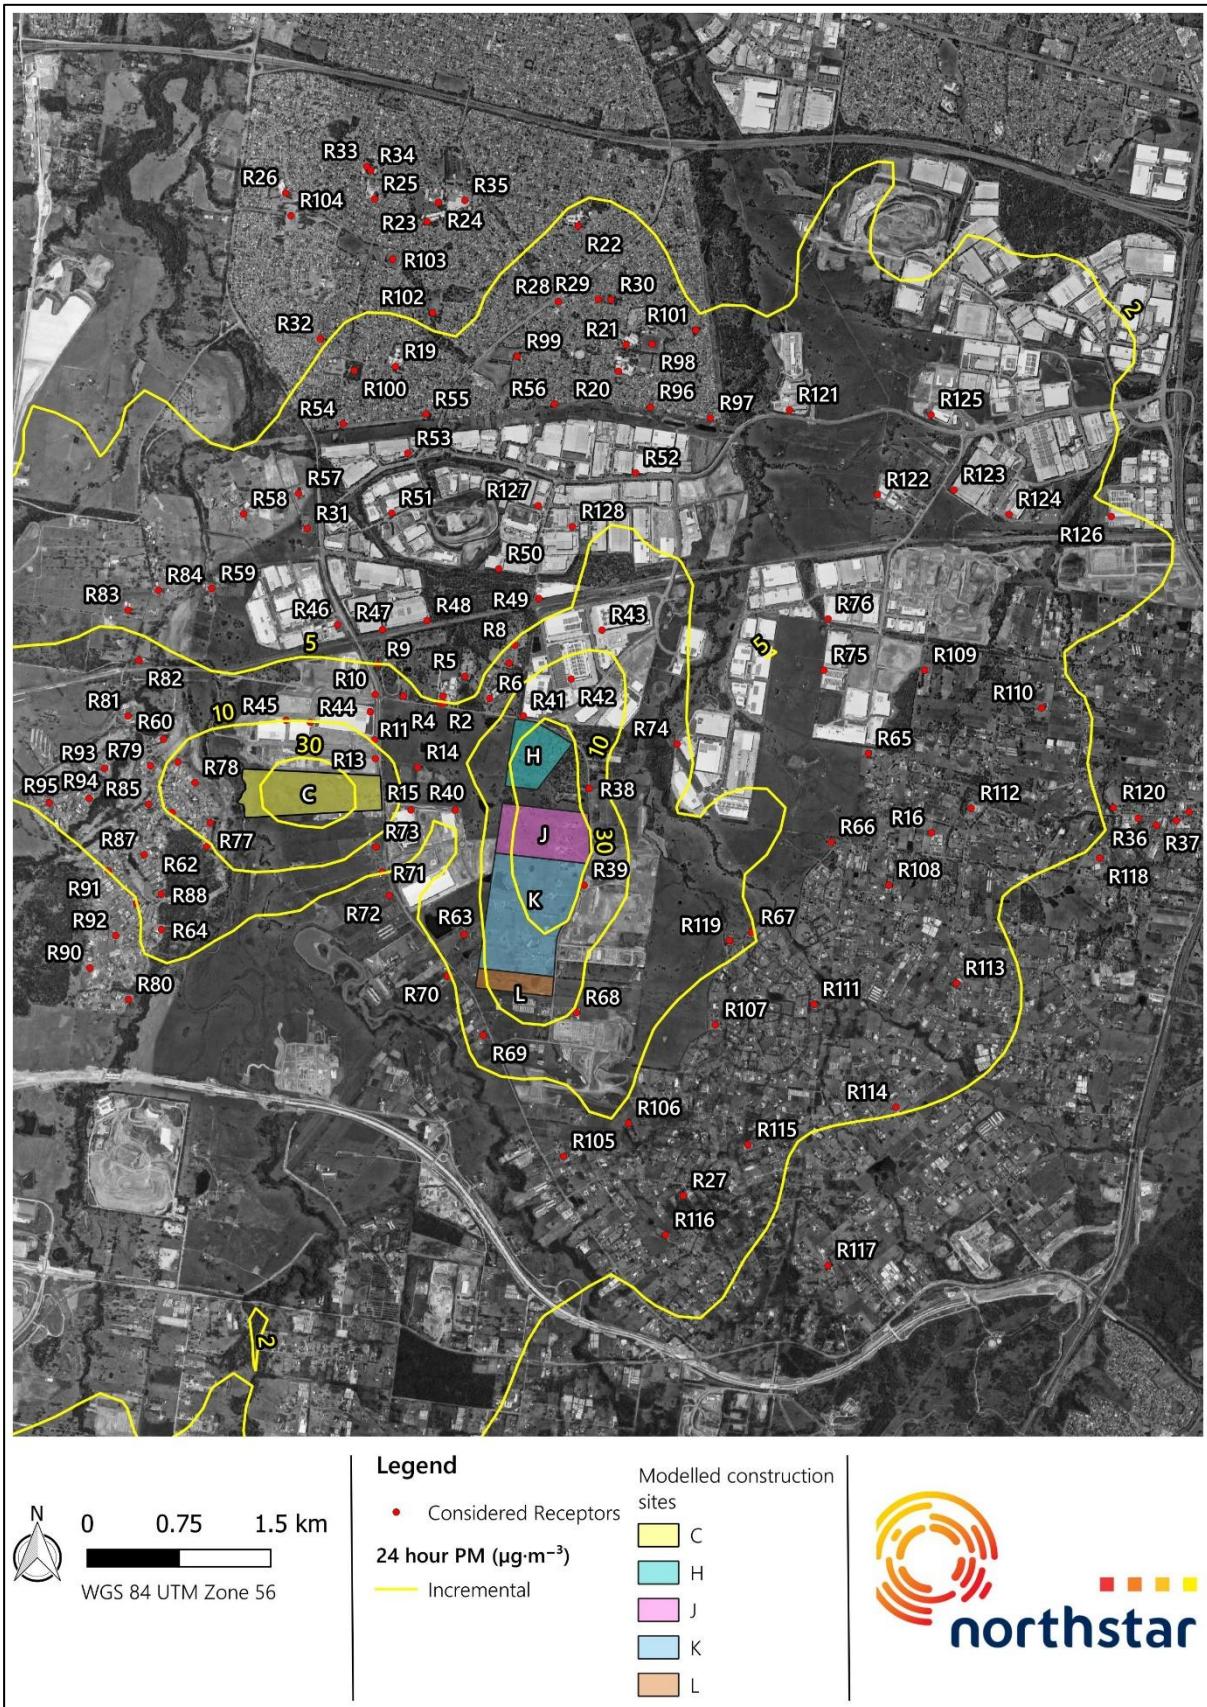 R33
R34
R26
R25
R35
R104
R23
R24
R22
R103
R28
R29
R30
R102
R101
2
R32
R21
R99
R19
R98
R100
R56
R20
R96
R121
R54
R55
R97
R125
R53
R52
R57
R127
R122
R123
R58
R51
R124
R31
R128
R126
R50
R84
R59
R83
R49
R46
R47
R48
R43
R76
R8
5
R9
R5
5
R82
R10
R6
R75
R109
R81
R45
R44
R4
R2
R41
R42
R110
10
R60
R11
R74
R65
30
H
10
R93
R79
R13
R14
R94
R78
R38
R95
R85
C
R15
R40
R112
R120
J
30
R66
R16
R36
R37
R77
R73
R87
R62
R39
R108
R118
R91
R71
K
R88
R72
R92
R64
R63
R119
R67
R90
R113
R80
R70
L
R68
R111
R107
R69
R106
R114
R105
R115
R27
R116
R117
2
Legend
Considered Receptors
24 hour PM (µg·m⁻³)
Incremental
Modelled construction
sites
C
H
J
K
L
N
0 0.75 1.5 km
WGS 84 UTM Zone 56
northstar